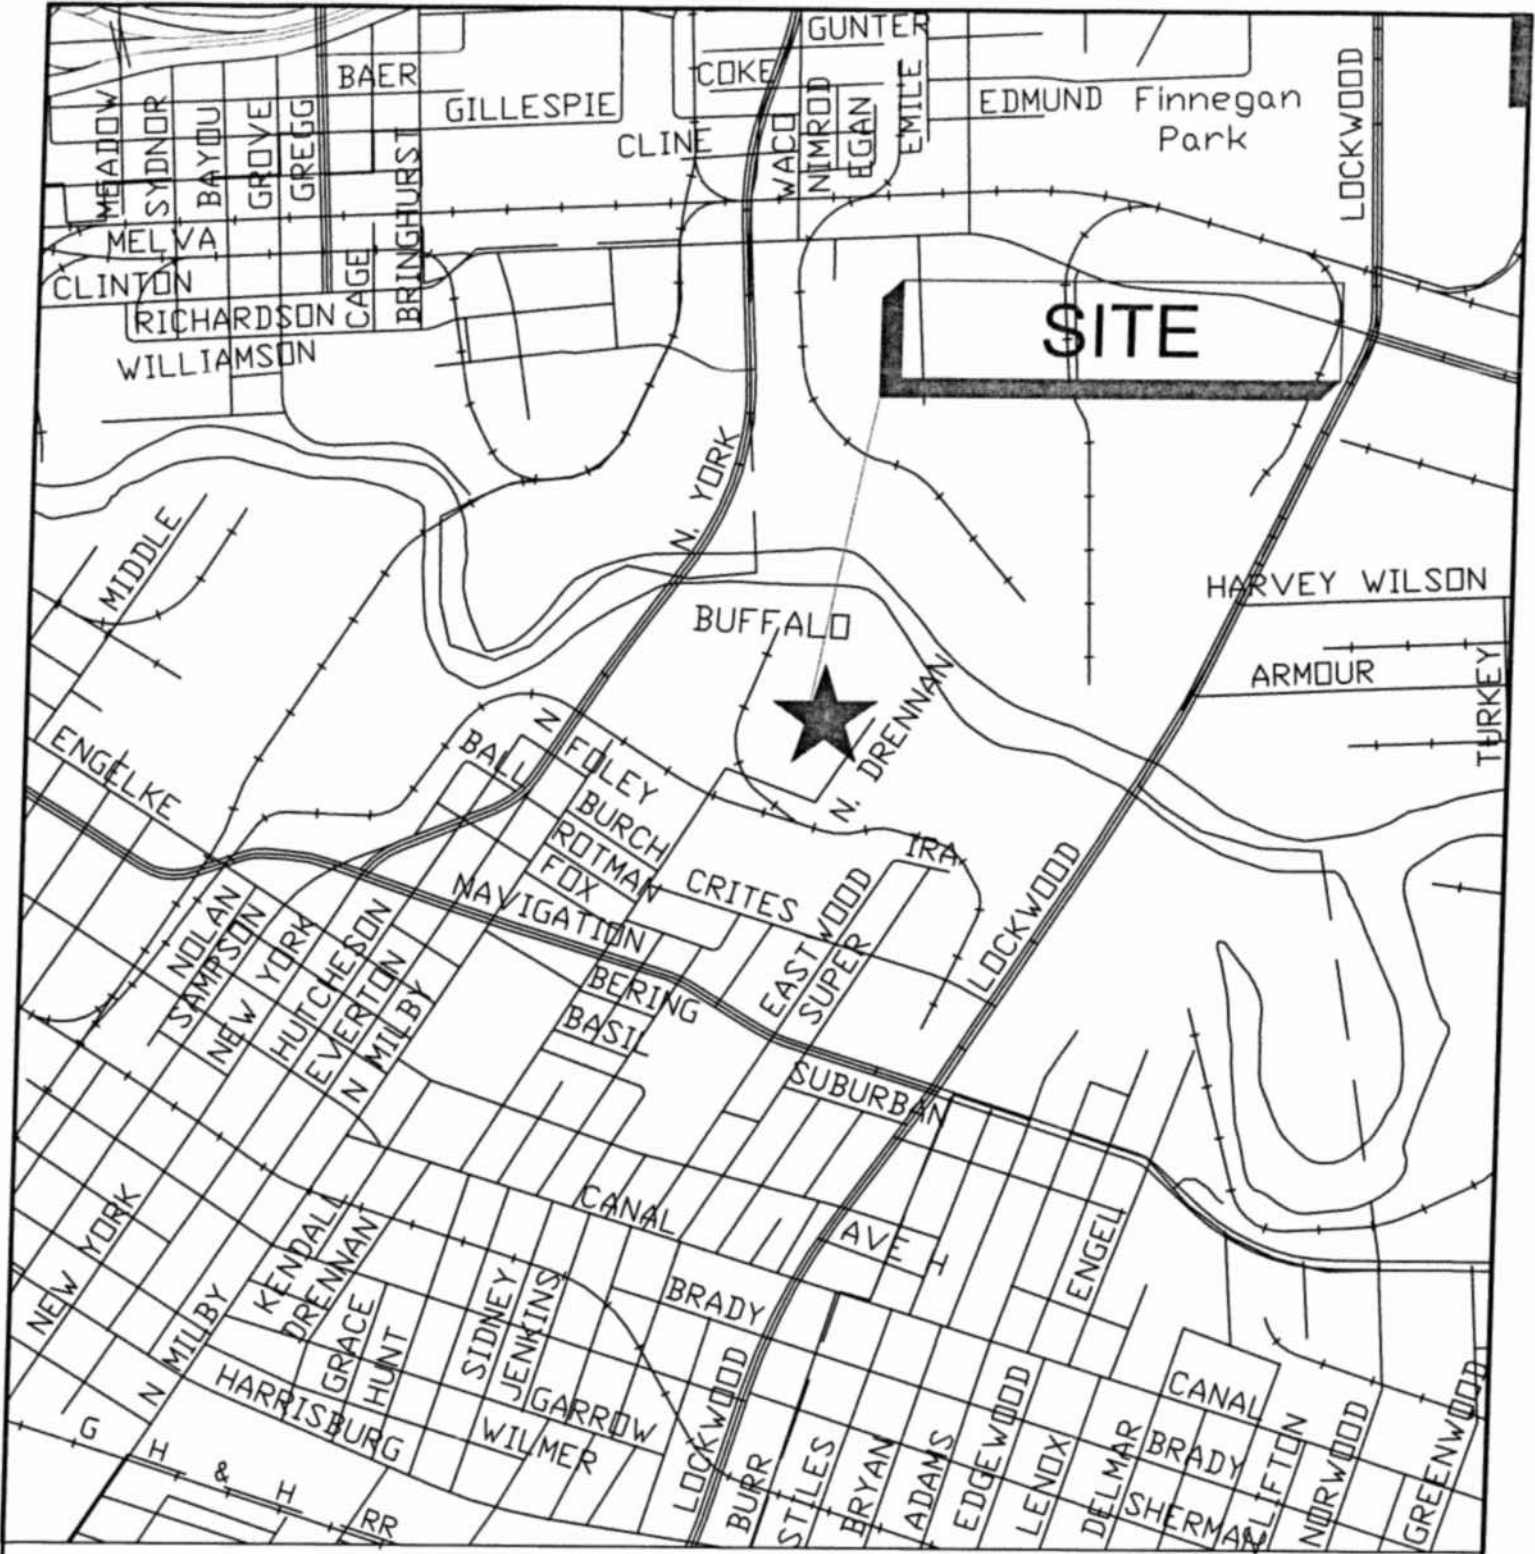 GUNTER
BAER
COKE
LOCKWOOD
GILLESPIE
EDMUND
Finnegan
Park
MEADOW
SYDNOR
BAYOU
GROVE
GREGG
CLINE
WACO
NIMROD
EGAN
EMILE
BRINGHURST
MELVA
CLINTON
CAGE
RICHARDSON
WILLIAMSON
SITE
N. YORK
MIDDLE
HARVEY WILSON
BUFFALO
ARMOUR
TURKEY
N. DRENNAN
ENGELKE
BALL
N
FOLEY
BURCH
ROTMAN
FOX
IRA
CRITES
NAVIGATION
EASTWOOD
SUPER
LOCKWOOD
NOLAN
SAMPSON
NEW YORK
HUTCHESON
EVERTON
N MILBY
BERING
BASIL
SUBURBAN
CANAL
AVE I
ENGEL
NEW YORK
KENDALL
DRENNAN
BRADY
N MILBY
GRACE
HUNT
SIDNEY
JENKINS
GARROW
WILMER
HARRISBURG
LOCKWOOD
BURR
STILES
BRYAN
ADAMS
EDGEWOOD
LENOX
DELMAR
CANAL
BRADY
SHERMAN
CLIFTON
NORWOOD
GREENWOOD
G H & H RR